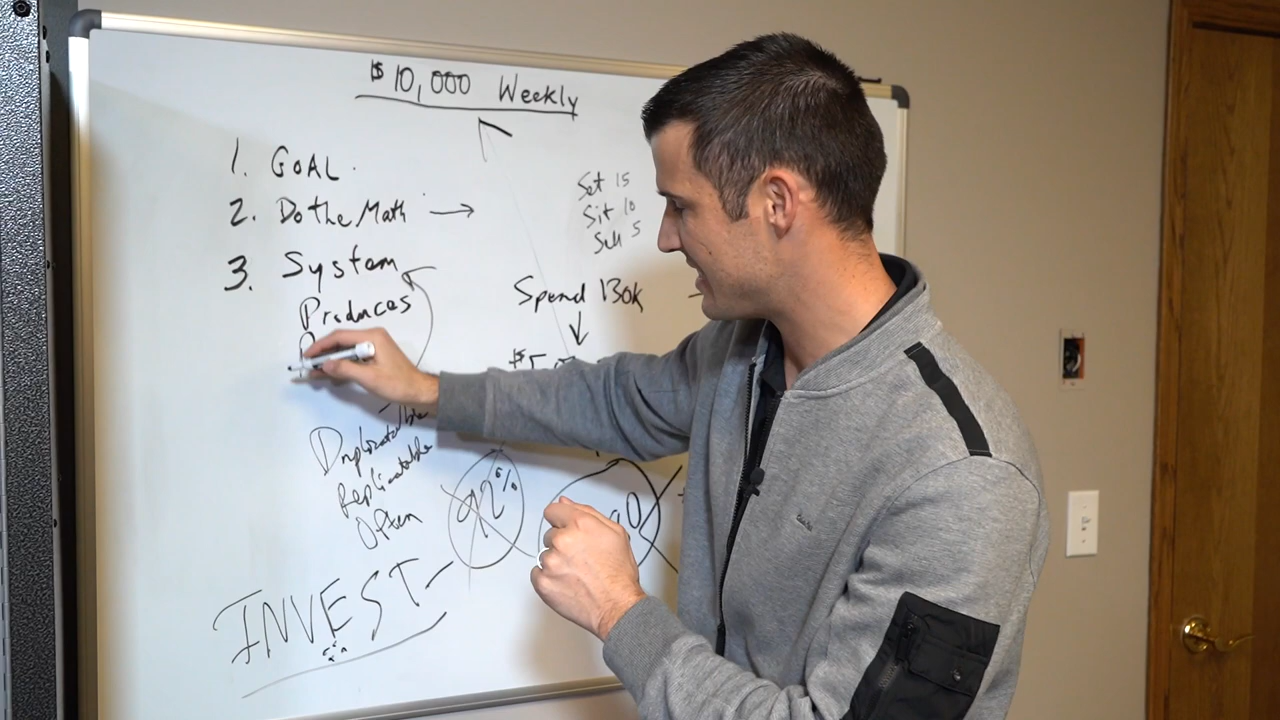 $10,000 Weekly
1. GOAL
2. Do the Math →
3. System
Produces
Set 15
Sit 10
Sell 5
Spend 130k
Duplicatable
Replicatable
Often
92%
INVEST